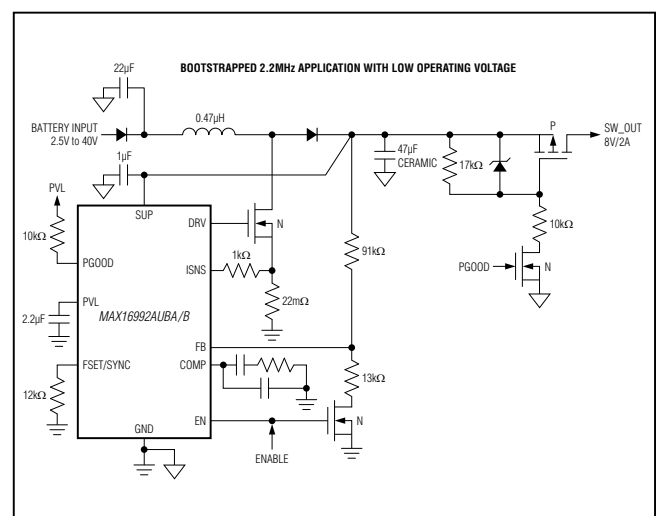 BOOTSTRAPPED 2.2MHz APPLICATION WITH LOW OPERATING VOLTAGE
22µF
0.47µH
BATTERY INPUT
2.5V to 40V
P
SW_OUT
8V/2A
47µF
CERAMIC
17kΩ
1µF
PVL
SUP
DRV
N
10kΩ
10kΩ
91kΩ
PGOOD
ISNS
1kΩ
PGOOD
N
PVL
22mΩ
2.2µF
MAX16992AUBA/B
FB
FSET/SYNC
COMP
13kΩ
12kΩ
EN
N
GND
ENABLE